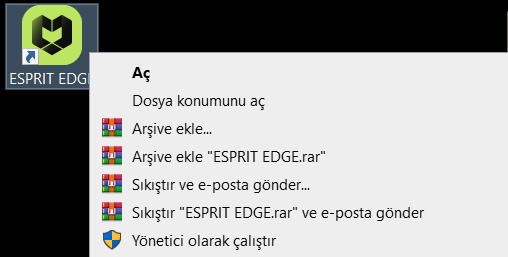 ESPRIT EDGE
Aç
Dosya konumunu aç
Arşive ekle...
Arşive ekle "ESPRIT EDGE.rar"
Sıkıştır ve e-posta gönder...
Sıkıştır "ESPRIT EDGE.rar" ve e-posta gönder
Yönetici olarak çalıştır